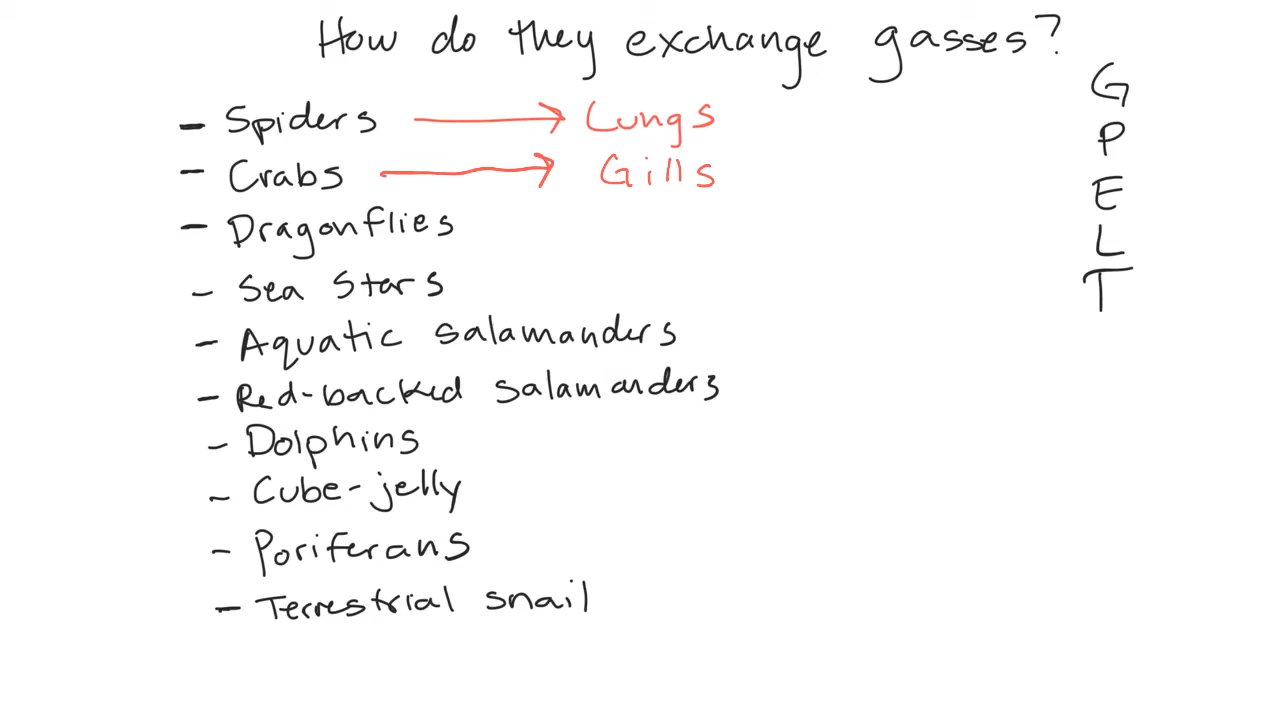 How do they exchange gasses?
- Spiders → Lungs
- Crabs → Gills
- Dragonflies
- Sea Stars
- Aquatic salamanders
- Red-backed salamanders
- Dolphins
- Cube-jelly
- Poriferans
- Terrestrial snail
G
P
E
L
T